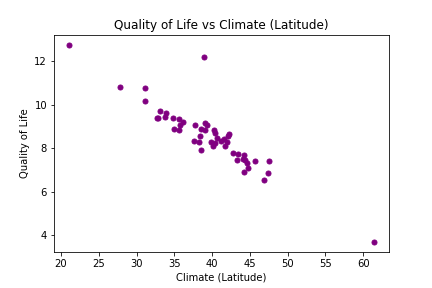 Quality of Life vs Climate (Latitude)
12
10
8
6
4
Quality of Life
20 25 30 35 40 45 50 55 60
Climate (Latitude)